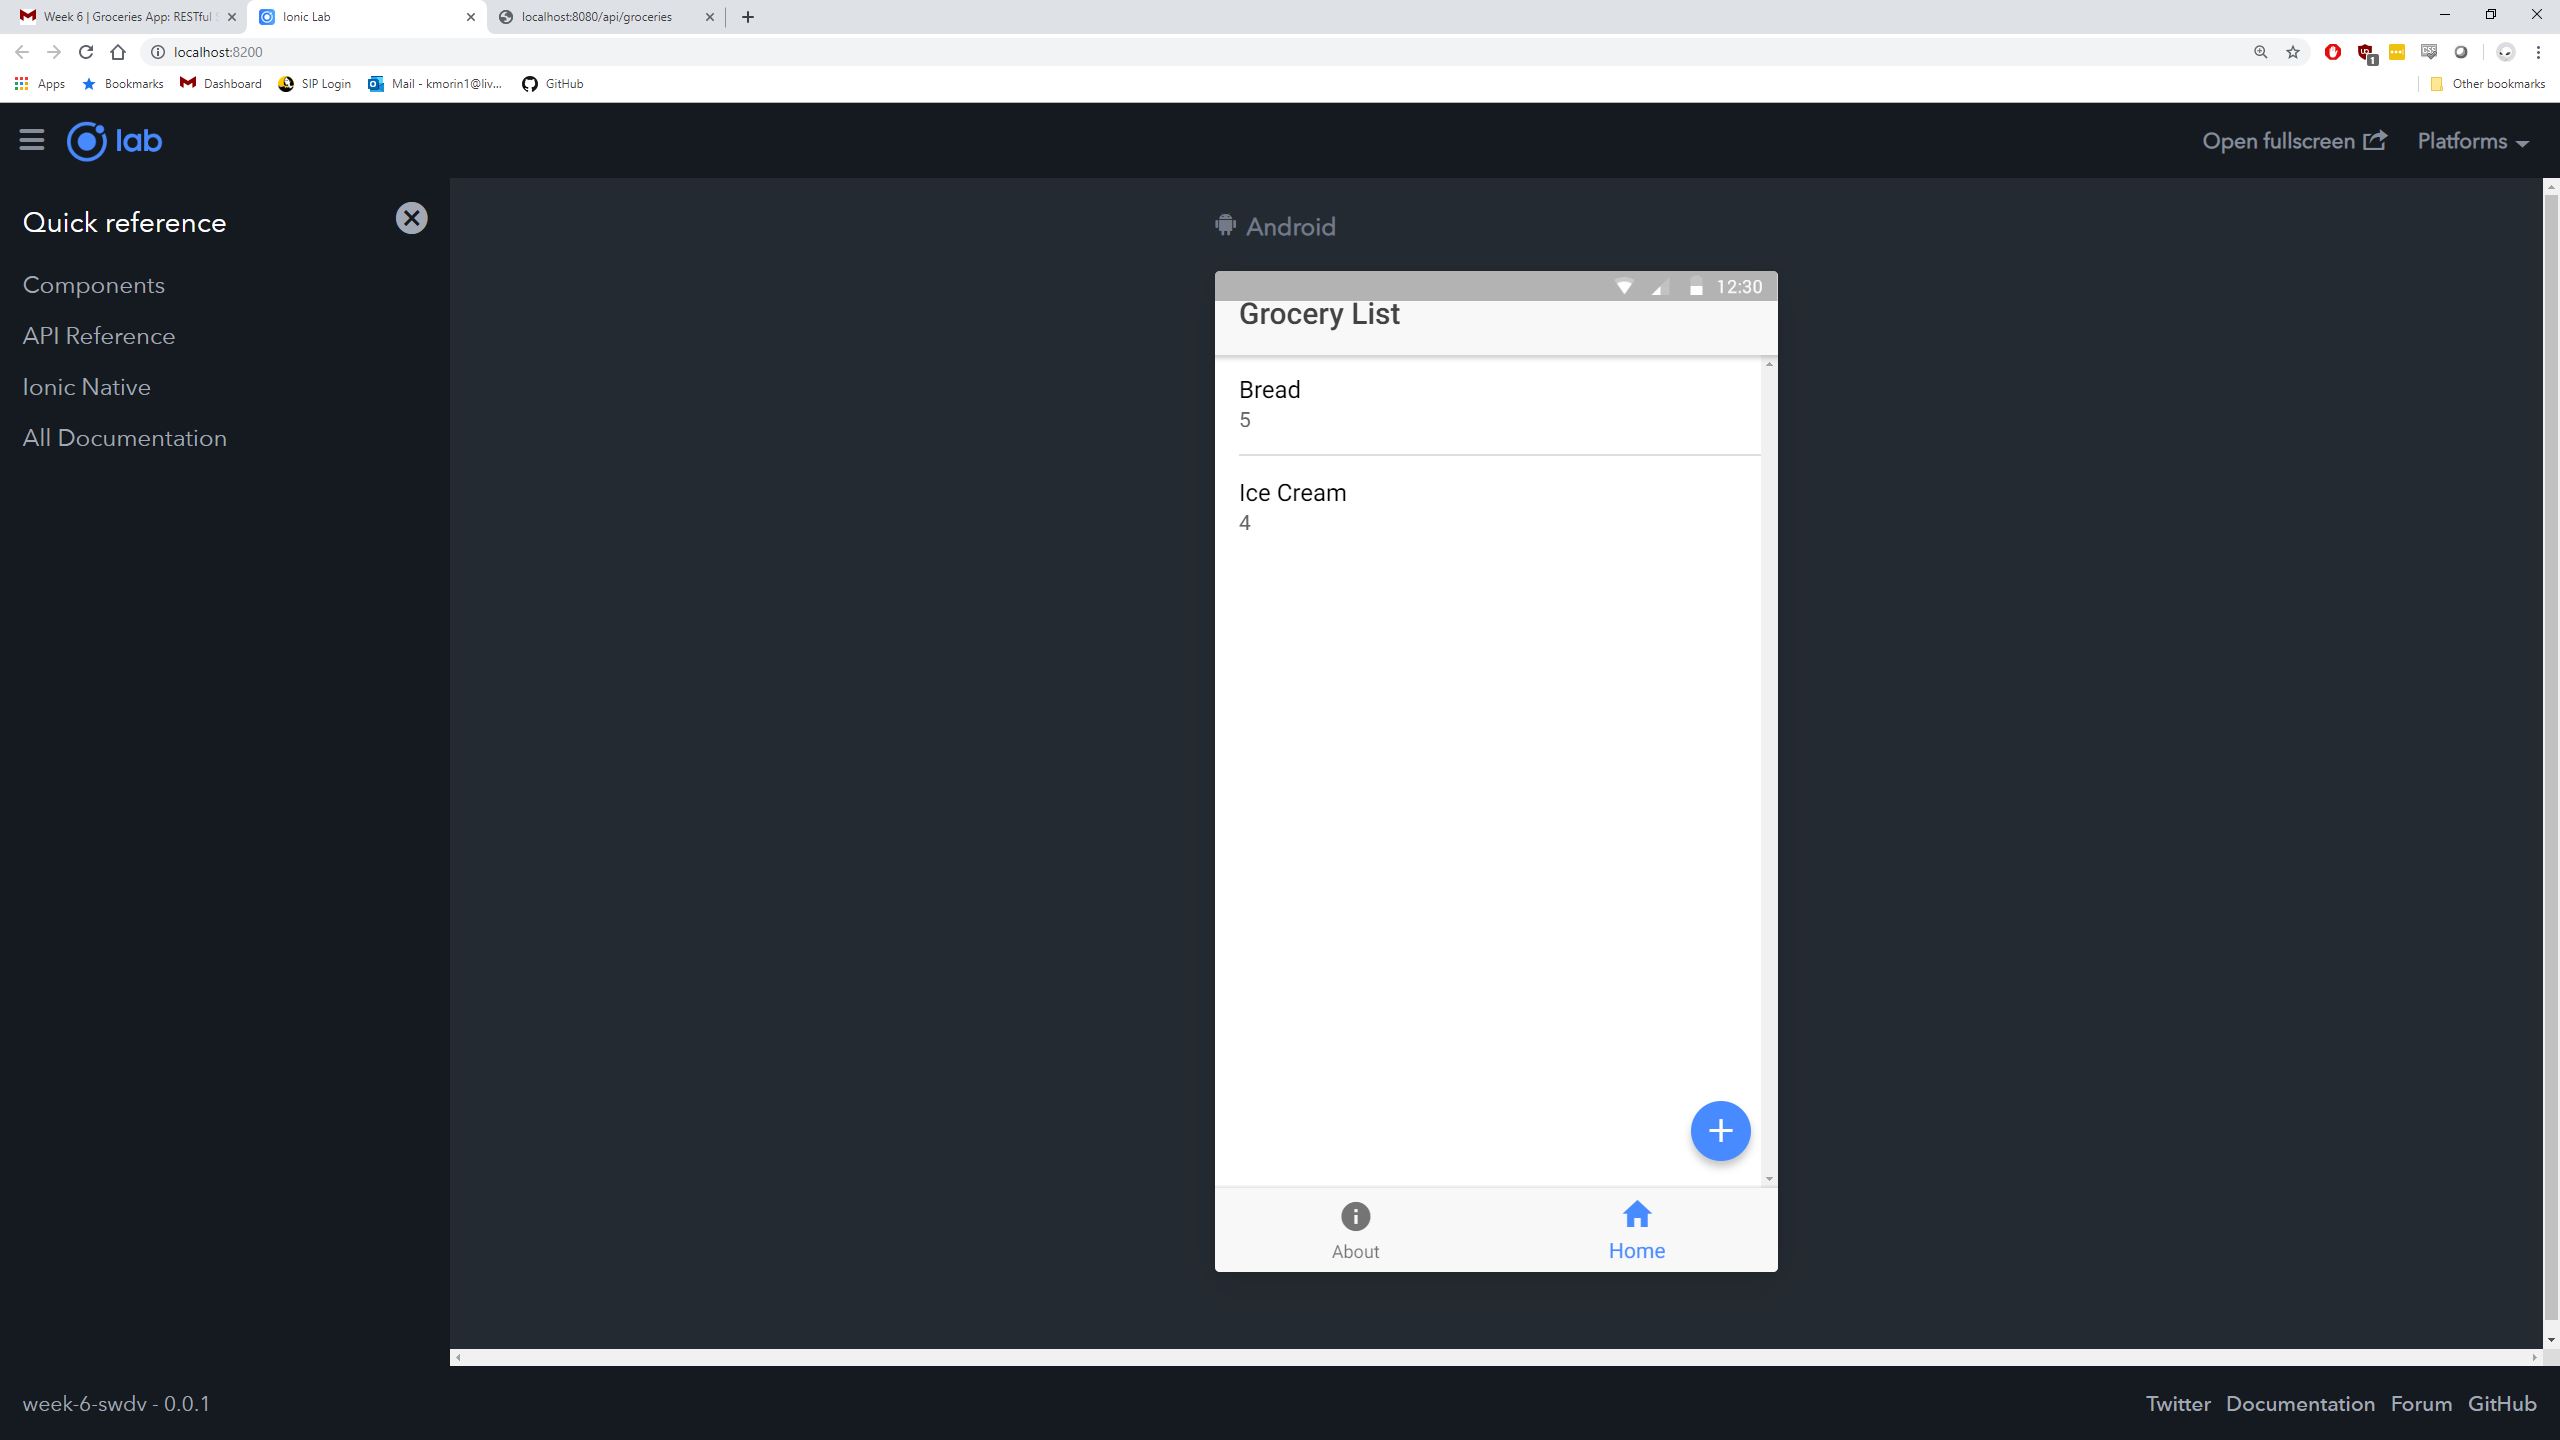 Week 6 | Groceries App: RESTful
Ionic Lab
localhost:8080/api/groceries
localhost:8200
Apps
Bookmarks
Dashboard
SIP Login
Mail - kmorin1@liv...
GitHub
Other bookmarks
lab
Open fullscreen
Platforms
Quick reference
Components
API Reference
Ionic Native
All Documentation
Android
12:30
Grocery List
Bread
5
Ice Cream
4
About
Home
week-6-swdv - 0.0.1
Twitter Documentation Forum GitHub